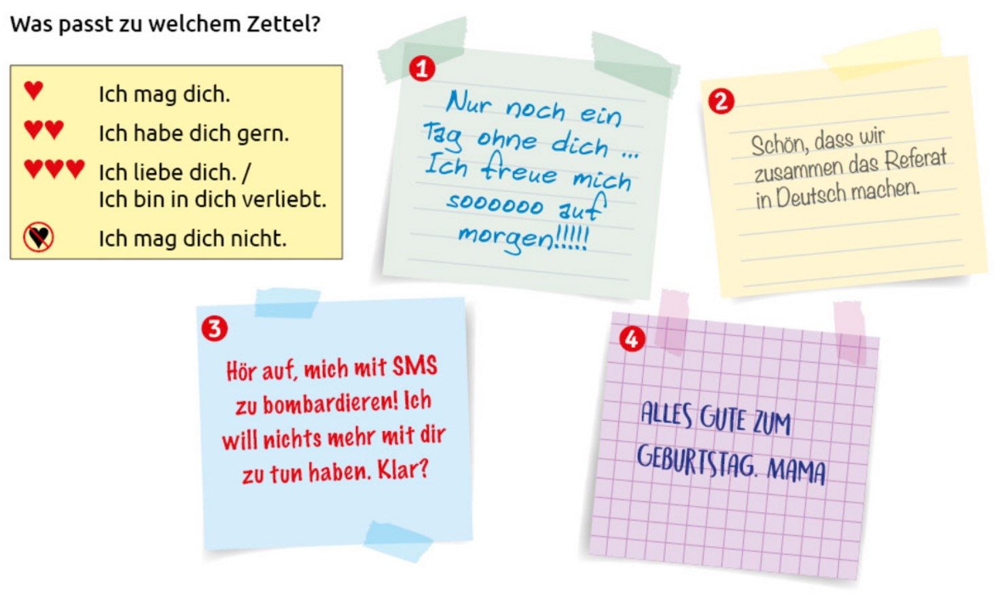 Was passt zu welchem Zettel?
Ich mag dich.
Ich habe dich gern.
Ich liebe dich. /
Ich bin in dich verliebt.
Ich mag dich nicht.
1
Nur noch ein
Tag ohne dich ...
Ich freue mich
sooooooo auf
morgen!!!!!
2
Schön, dass wir
zusammen das Referat
in Deutsch machen.
3
Hör auf, mich mit SMS
zu bombardieren! Ich
will nichts mehr mit dir
zu tun haben. Klar?
4
ALLES GUTE ZUM
GEBURTSTAG. MAMA